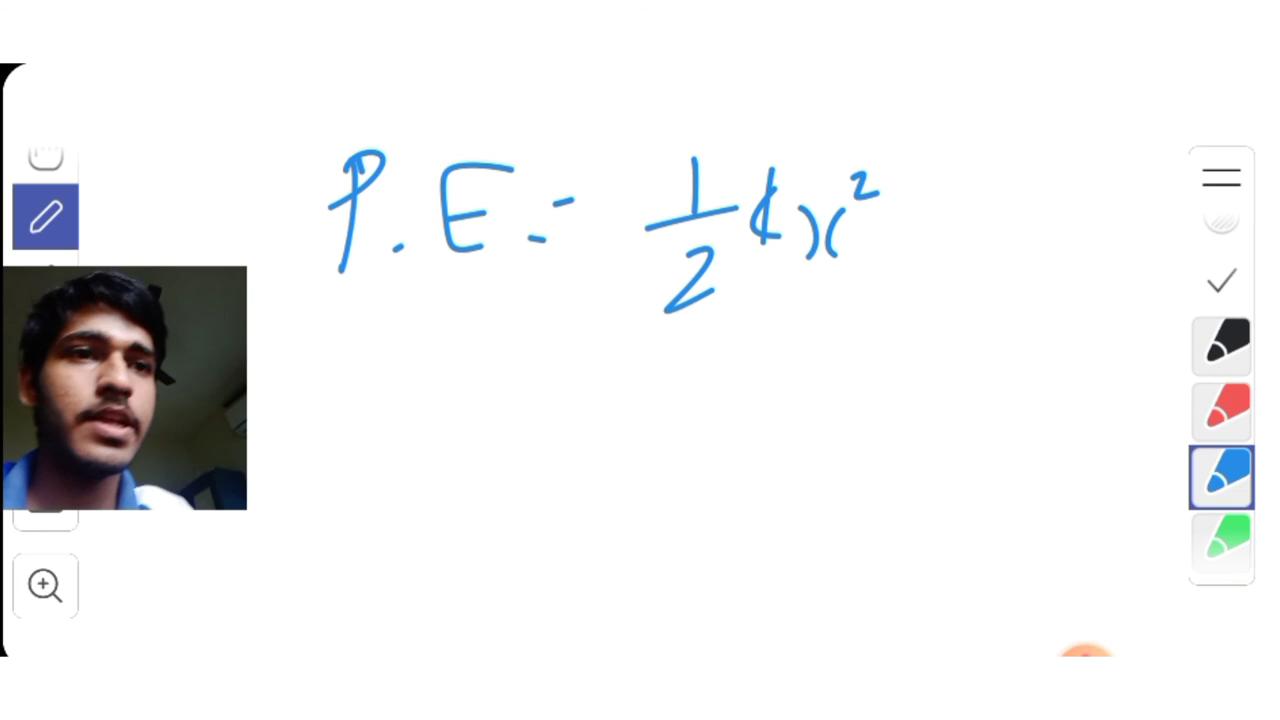 P.E = 1/2 kx²